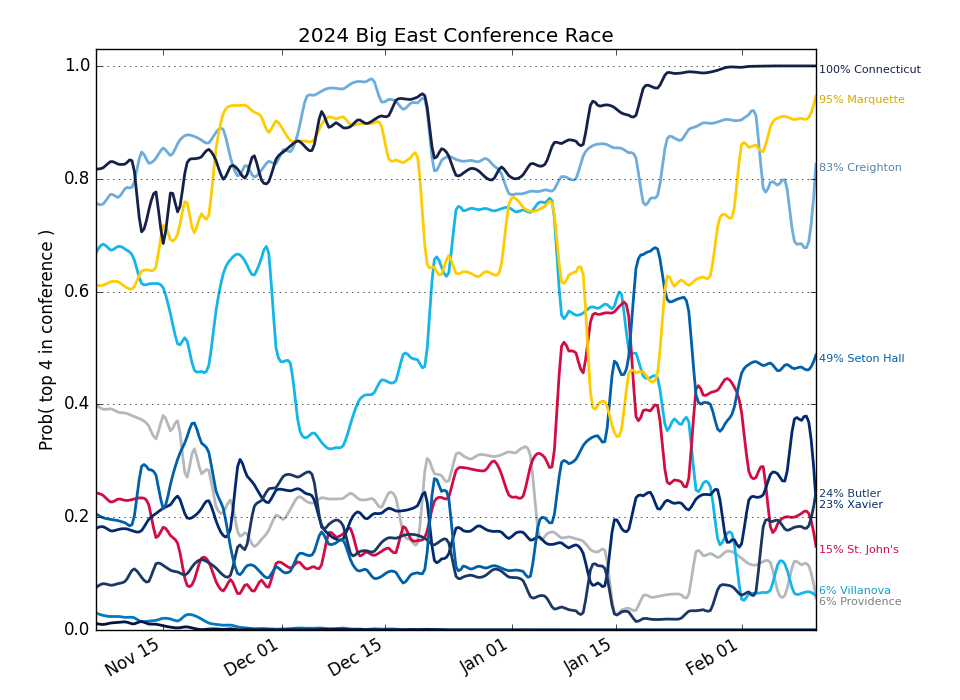 2024 Big East Conference Race
Prob( top 4 in conference )
1.0
0.8
0.6
0.4
0.2
0.0
Nov 15
Dec 01
Dec 15
Jan 01
Jan 15
Feb 01
100% Connecticut
95% Marquette
83% Creighton
49% Seton Hall
24% Butler
23% Xavier
15% St. John's
6% Villanova
6% Providence